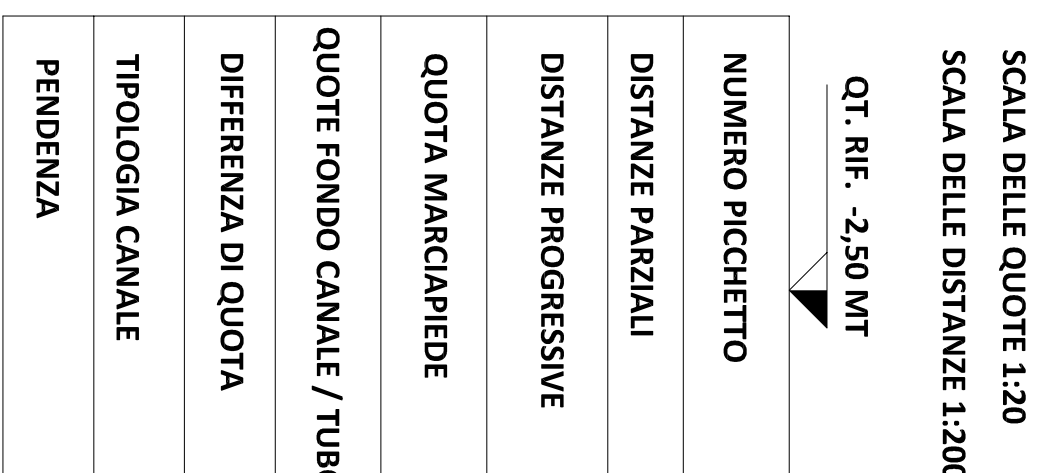 SCALA DELLE QUOTE 1:20
SCALA DELLE DISTANZE 1:200
QT. RIF. -2,50 MT
NUMERO PICCHETTO
DISTANZE PARZIALI
DISTANZE PROGRESSIVE
QUOTA MARCIAPIEDE
QUOTE FONDO CANALE / TUBO
DIFFERENZA DI QUOTA
TIPOLOGIA CANALE
PENDENZA